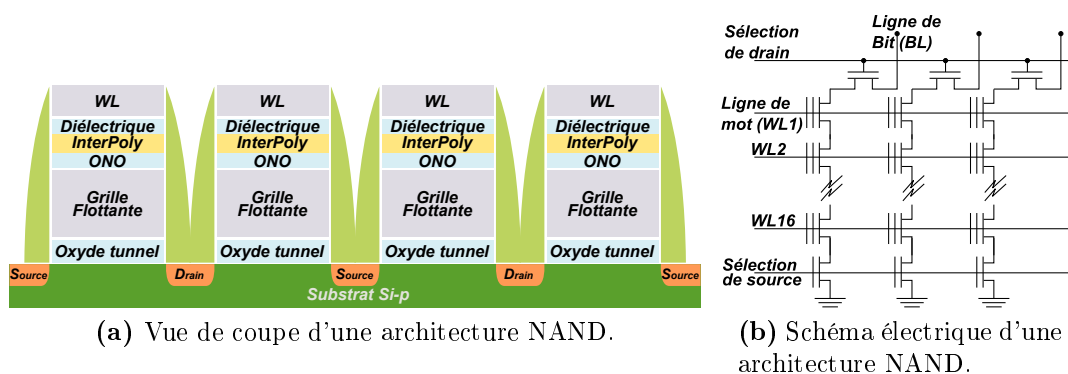 WL
WL
WL
WL
Diélectrique
Diélectrique
Diélectrique
Diélectrique
InterPoly
InterPoly
InterPoly
InterPoly
ONO
ONO
ONO
ONO
Grille
Flottante
Grille
Flottante
Grille
Flottante
Grille
Flottante
Oxyde tunnel
Oxyde tunnel
Oxyde tunnel
Oxyde tunnel
Source
Drain
Source
Drain
Source
Substrat Si-p
(a) Vue de coupe d'une architecture NAND.
Sélection
de drain
Ligne de
Bit (BL)
Ligne de
mot (WL1)
WL2
WL16
Sélection
de source
(b) Schéma électrique d'une
architecture NAND.